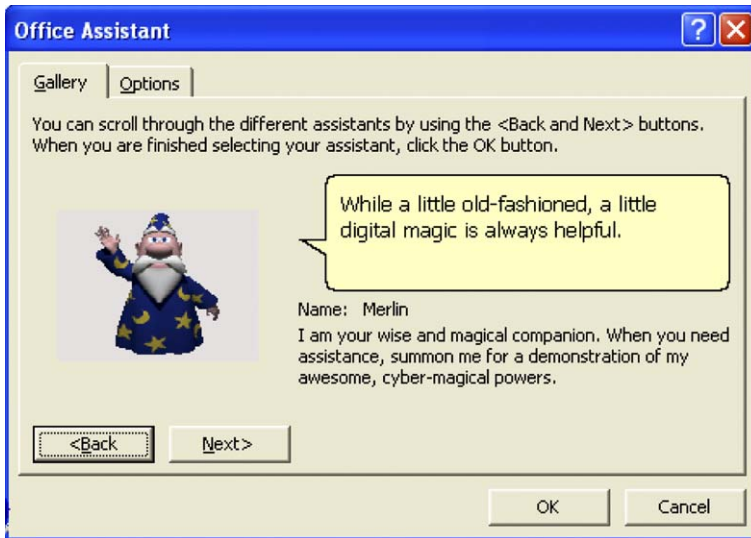 Office Assistant
Gallery
Options
You can scroll through the different assistants by using the <Back and Next> buttons.
When you are finished selecting your assistant, click the OK button.
While a little old-fashioned, a little
digital magic is always helpful.
Name: Merlin
I am your wise and magical companion. When you need
assistance, summon me for a demonstration of my
awesome, cyber-magical powers.
<Back
Next>
OK
Cancel